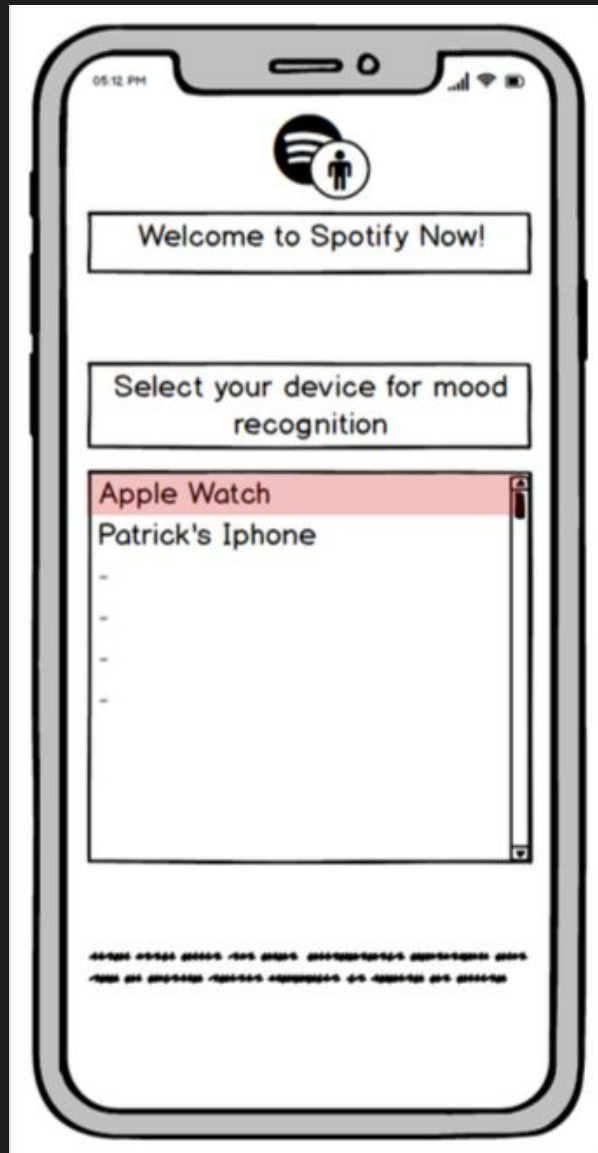 05:12 PM
Welcome to Spotify Now!
Select your device for mood
recognition
Apple Watch
Patrick's Iphone
-
-
-
-